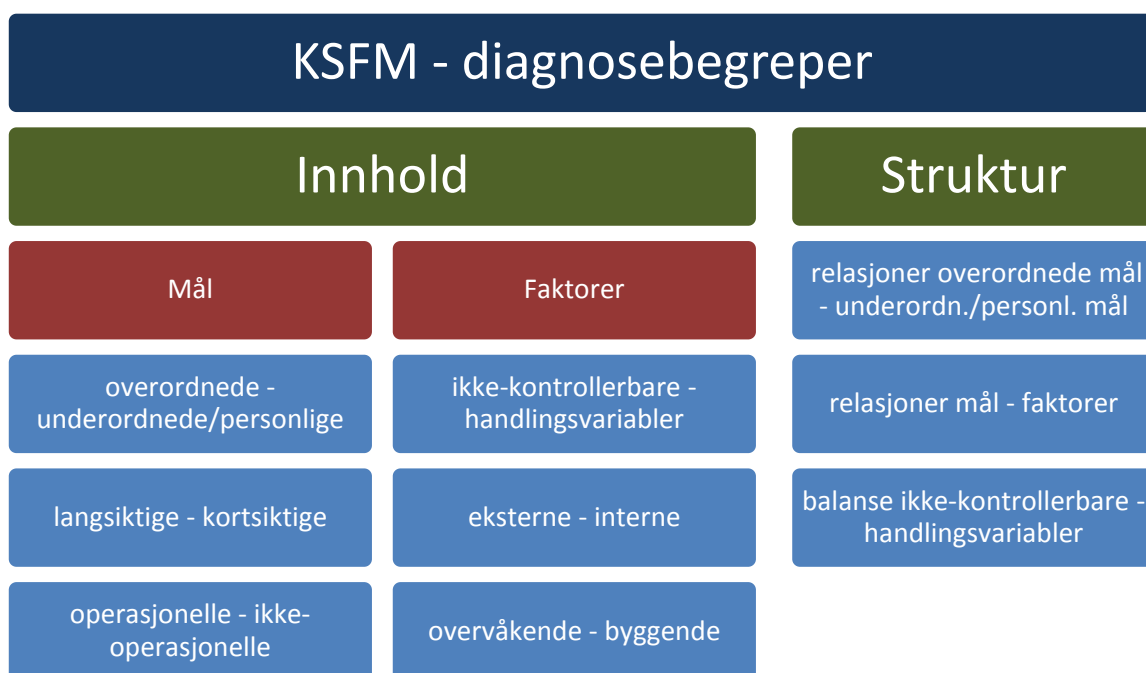 KSFM - diagnosebegreper
Innhold
Struktur
Mål
Faktorer
relasjoner overordnede mål
- underordn./personl. mål
overordnede -
underordnede/personlige
ikke-kontrollerbare -
handlingsvariabler
relasjoner mål - faktorer
langsiktige - kortsiktige
eksterne - interne
balanse ikke-kontrollerbare -
handlingsvariabler
operasjonelle - ikke-
operasjonelle
overvåkende - byggende